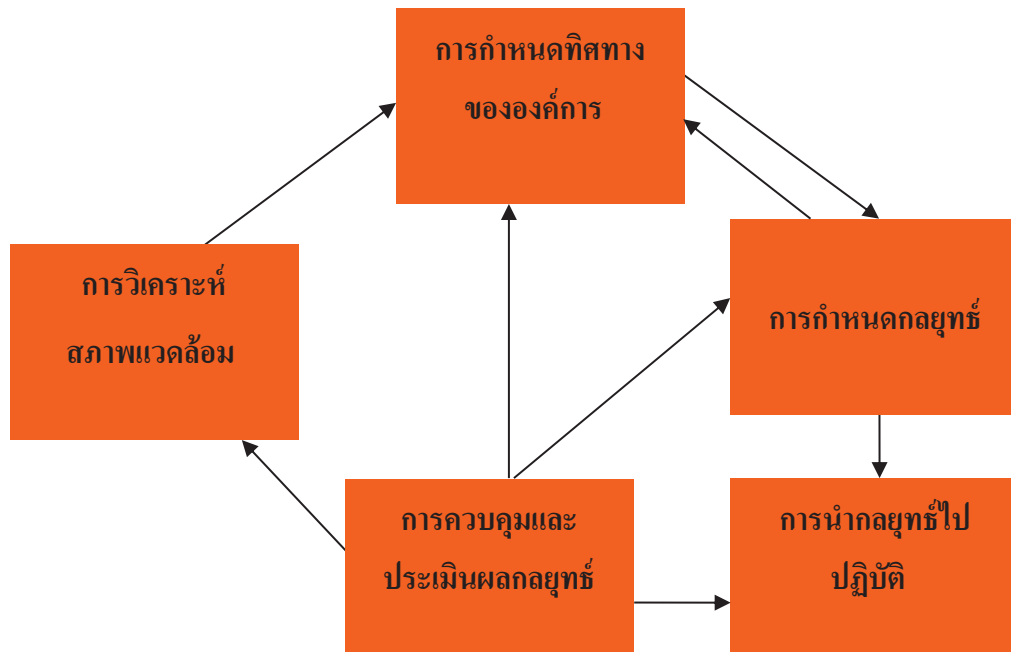 การกำหนดทิศทาง
ขององค์การ
การวิเคราะห์
สภาพแวดล้อม
การกำหนดกลยุทธ์
การควบคุมและ
ประเมินผลกลยุทธ์
การนำกลยุทธ์ไป
ปฏิบัติ